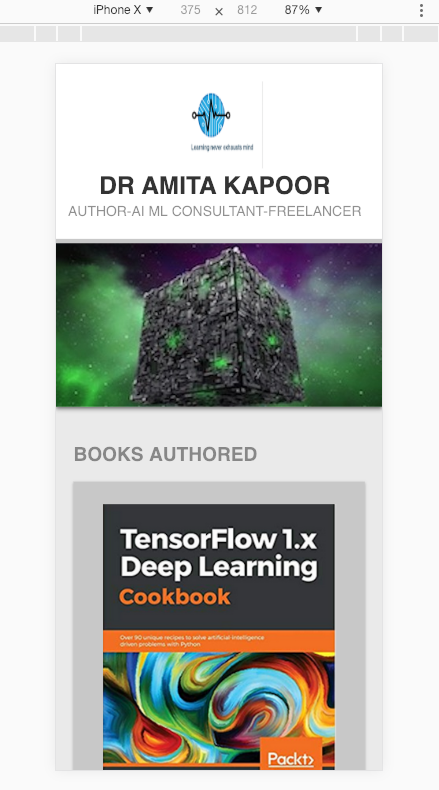 iPhone X ▼ 375 × 812 87% ▼
Learning never exhausts mind
DR AMITA KAPOOR
AUTHOR-AI ML CONSULTANT-FREELANCER
BOOKS AUTHORED
TensorFlow 1.x
Deep Learning
Cookbook
Over 90 unique recipes to solve artificial intelligence
driven problems with Python
Packt>